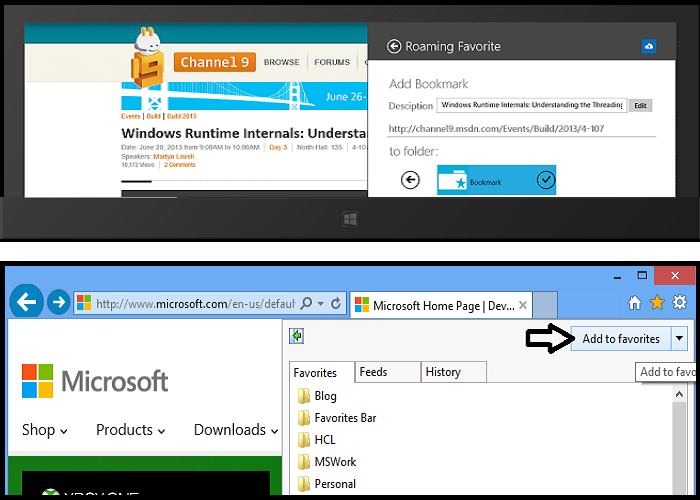 Roaming Favorite
Channel 9
BROWSE
FORUMS
Add Bookmark
June 26-
Desciption
Windows Runtime Internals: Understanding the Threading
Edit
Events | Build | Build 2013
http://channel9.msdn.com/Events/Build/2013/4-107
Windows Runtime Internals: Understa
Date: June 26, 2013 from 9:00AM to 10:00AM
Day 3
North Hall: 135
4-10
to folder:
Speakers: Martyn Lovell
10,172 Views
2 Comments
Bookmark
http://www.microsoft.com/en-us/defaul
Microsoft Home Page | Dev...
Add to favorites
Add to favo
Favorites
Feeds
History
Microsoft
Blog
Favorites Bar
Shop
Products
Downloads
HCL
MSWork
Personal
XBOX ONE